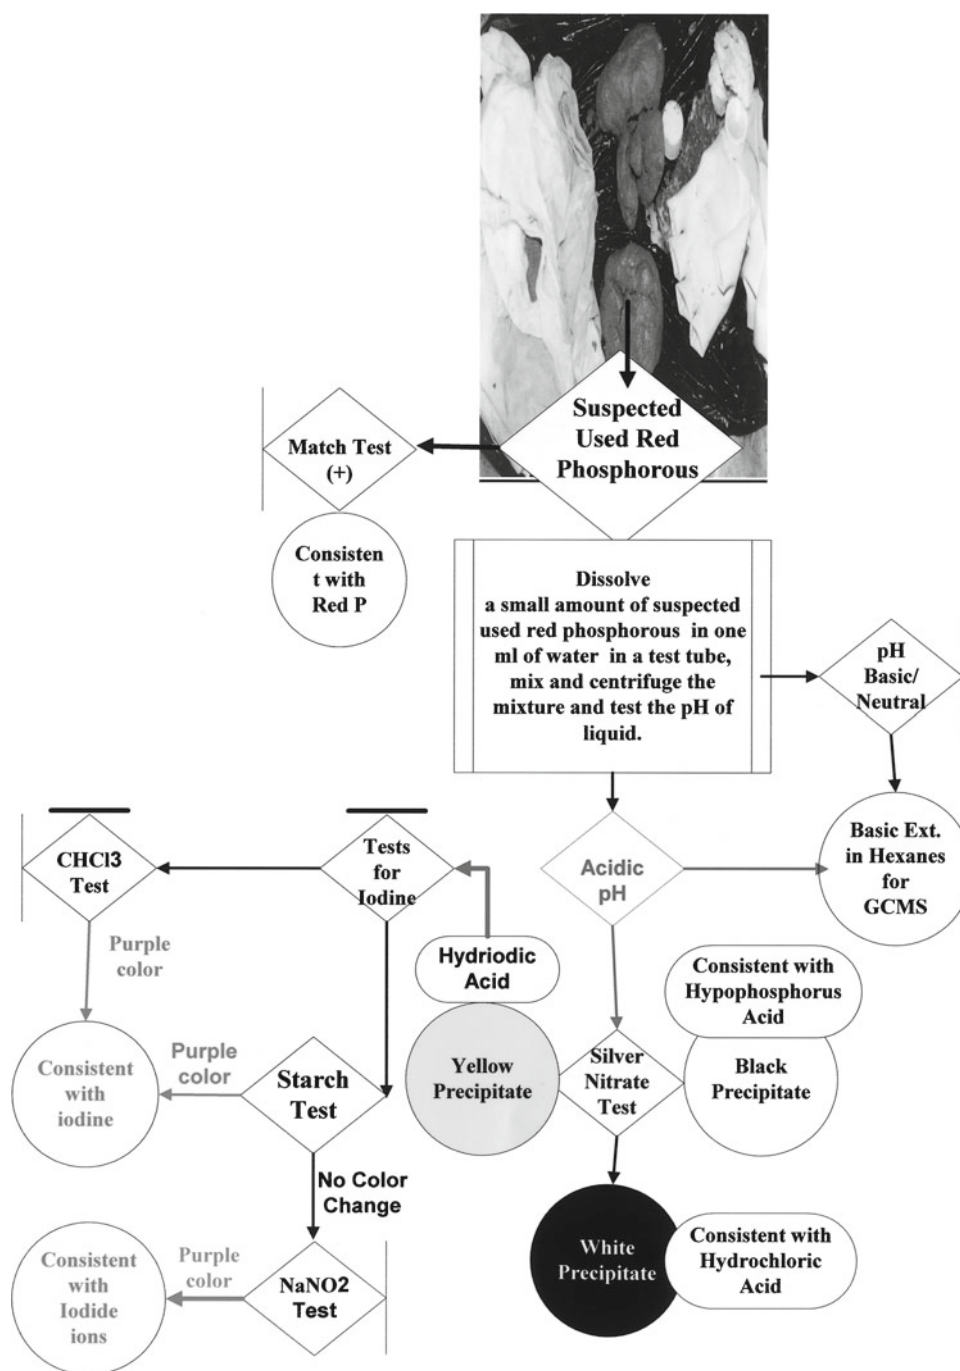 Suspected
Used Red
Phosphorous
Match Test
(+)
Consisten
t with
Red P
Dissolve
a small amount of suspected
used red phosphorous in one
ml of water in a test tube,
mix and centrifuge the
mixture and test the pH of
liquid.
pH
Basic/
Neutral
Basic Ext.
in Hexanes
for
GCMS
Acidic
pH
Tests
for
Iodine
CHCl3
Test
Purple
color
Consistent
with
iodine
Purple
color
Starch
Test
No Color
Change
NaNO2
Test
Purple
color
Consistent
with
Iodide
ions
Hydriodic
Acid
Yellow
Precipitate
Silver
Nitrate
Test
Consistent with
Hypophosphorus
Acid
Black
Precipitate
White
Precipitate
Consistent with
Hydrochloric
Acid